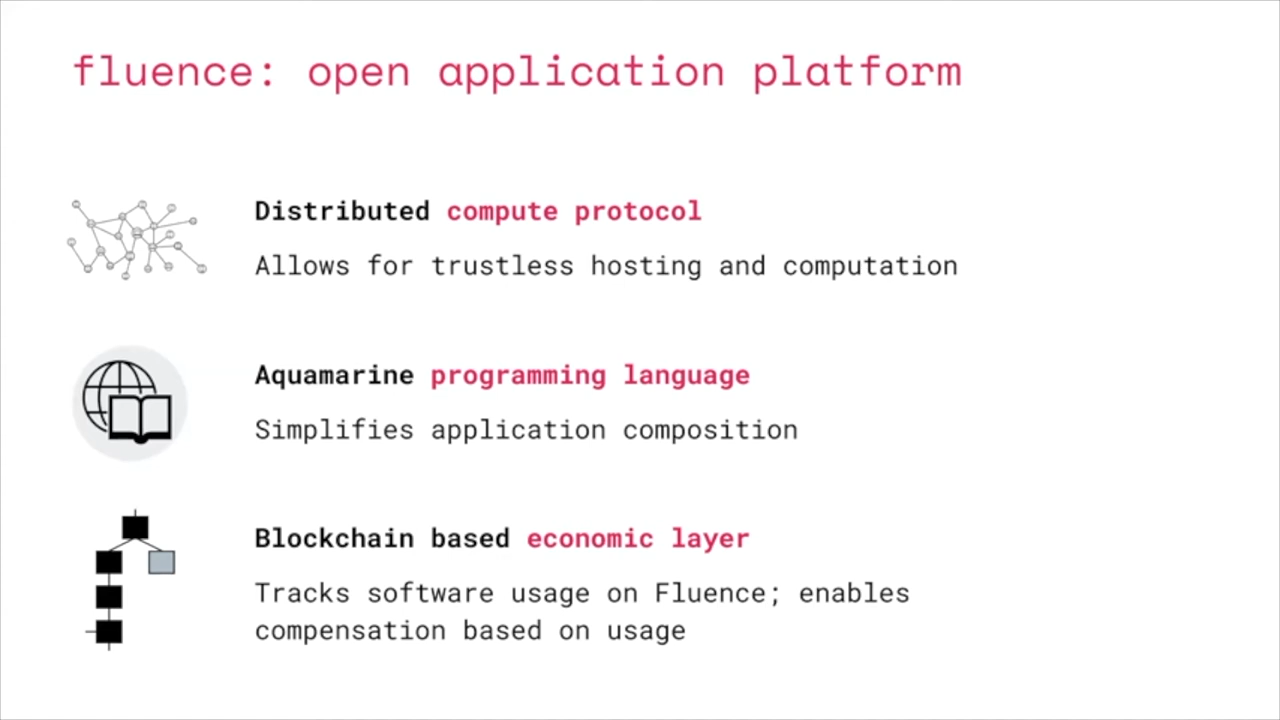 fluence: open application platform
Distributed compute protocol
Allows for trustless hosting and computation
Aquamarine programming language
Simplifies application composition
Blockchain based economic layer
Tracks software usage on Fluence; enables
compensation based on usage